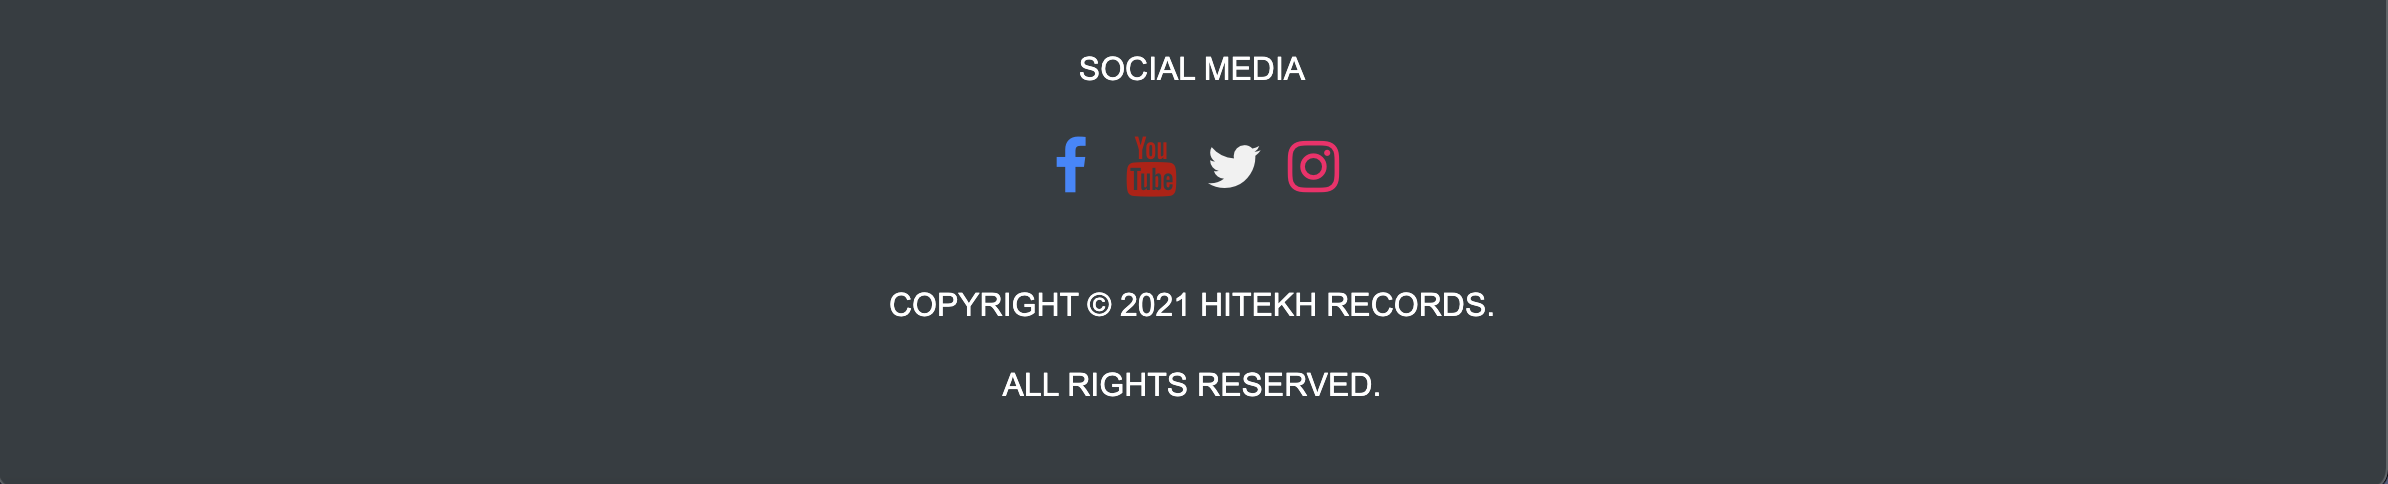 SOCIAL MEDIA
You
Tube
COPYRIGHT © 2021 HITEKH RECORDS.
ALL RIGHTS RESERVED.